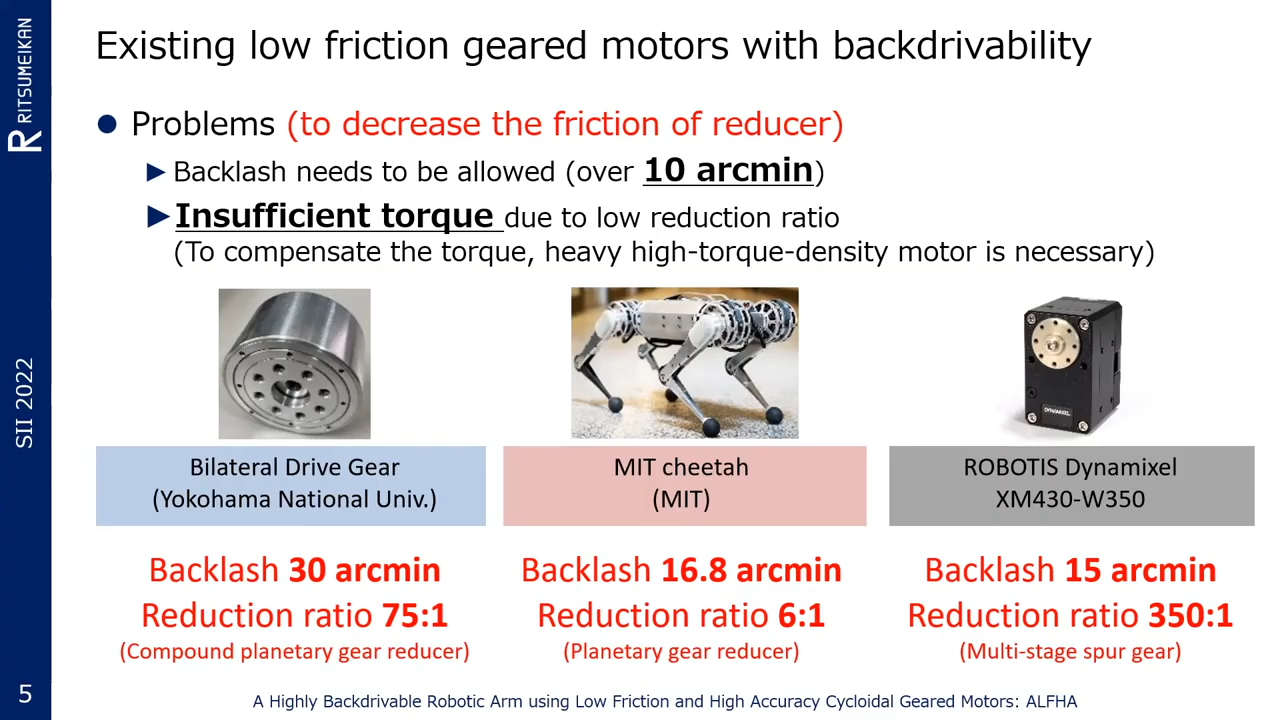 Existing low friction geared motors with backdrivability
Problems (to decrease the friction of reducer)
Backlash needs to be allowed (over 10 arcmin)
Insufficient torque due to low reduction ratio
(To compensate the torque, heavy high-torque-density motor is necessary)
DYNAMIXEL
Bilateral Drive Gear
(Yokohama National Univ.)
MIT cheetah
(MIT)
ROBOTIS Dynamixel
XM430-W350
Backlash 30 arcmin
Reduction ratio 75:1
(Compound planetary gear reducer)
Backlash 16.8 arcmin
Reduction ratio 6:1
(Planetary gear reducer)
Backlash 15 arcmin
Reduction ratio 350:1
(Multi-stage spur gear)
R RITSUMEIKAN
SII 2022
5
A Highly Backdrivable Robotic Arm using Low Friction and High Accuracy Cycloidal Geared Motors: ALFHA